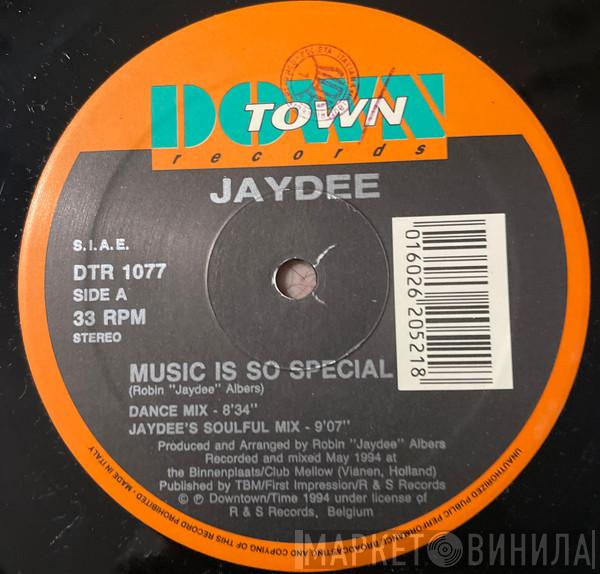 DOWN
TOWN
records
JAYDEE
S.I.A.E.
DTR 1077
SIDE A
33 RPM
STEREO
016026 205218
MUSIC IS SO SPECIAL
(Robin "Jaydee" Albers)
DANCE MIX - 8'34"
JAYDEE'S SOULFUL MIX - 9'07"
Produced and Arranged by Robin "Jaydee" Albers
Recorded and mixed May 1994 at
the Binnenplaats/Club Mellow (Vianen, Holland)
Published by TBM/First Impression/R & S Records
© ℗ Downtown/Time 1994 under license of
R & S Records, Belgium
UNAUTHORIZED PUBLIC PERFORMANCE, BROADCASTING AND COPYING OF THIS RECORD PROHIBITED - MADE IN ITALY
МАРКЕТ ВИНИЛА